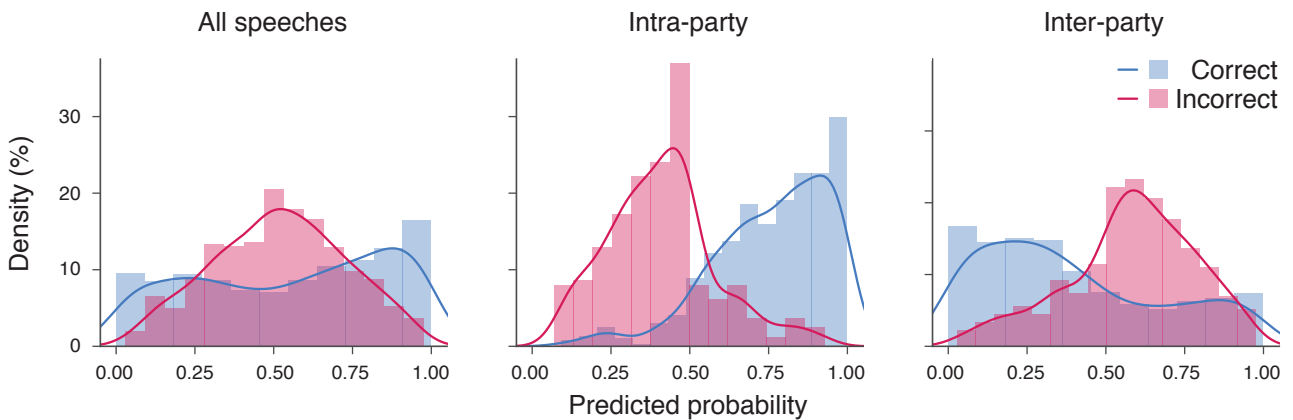 All speeches
Intra-party
Inter-party
Correct
Incorrect
Density (%)
30
20
10
0
0.00 0.25 0.50 0.75 1.00
0.00 0.25 0.50 0.75 1.00
0.00 0.25 0.50 0.75 1.00
Predicted probability